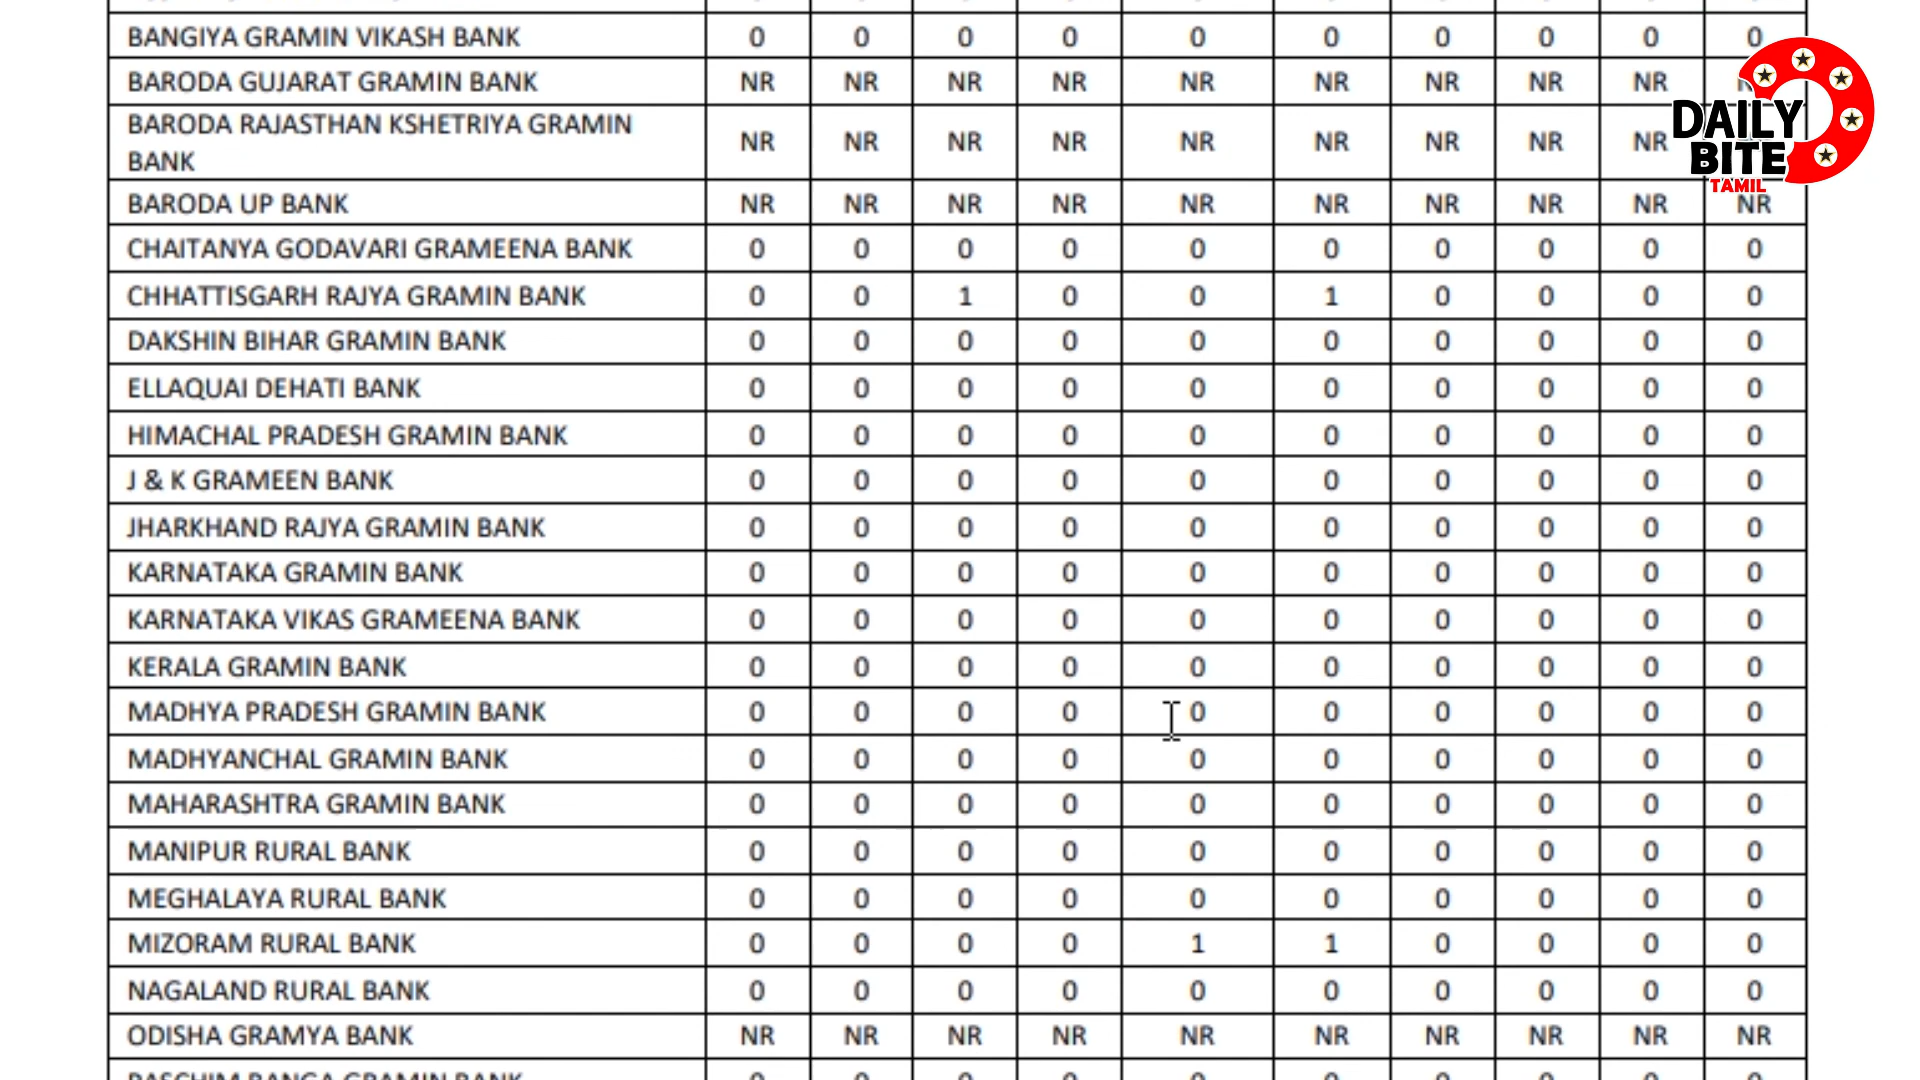 BANGIYA GRAMIN VIKASH BANK 0 0 0 0 0 0 0 0 0 0
BARODA GUJARAT GRAMIN BANK NR NR NR NR NR NR NR NR NR
BARODA RAJASTHAN KSHETRIYA GRAMIN
BANK NR NR NR NR NR NR NR NR NR
DAILY
BITE
TAMIL
BARODA UP BANK NR NR NR NR NR NR NR NR NR NR
CHAITANYA GODAVARI GRAMEENA BANK 0 0 0 0 0 0 0 0 0 0
CHHATTISGARH RAJYA GRAMIN BANK 0 0 1 0 0 1 0 0 0 0
DAKSHIN BIHAR GRAMIN BANK 0 0 0 0 0 0 0 0 0 0
ELLAQUAI DEHATI BANK 0 0 0 0 0 0 0 0 0 0
HIMACHAL PRADESH GRAMIN BANK 0 0 0 0 0 0 0 0 0 0
J & K GRAMEEN BANK 0 0 0 0 0 0 0 0 0 0
JHARKHAND RAJYA GRAMIN BANK 0 0 0 0 0 0 0 0 0 0
KARNATAKA GRAMIN BANK 0 0 0 0 0 0 0 0 0 0
KARNATAKA VIKAS GRAMEENA BANK 0 0 0 0 0 0 0 0 0 0
KERALA GRAMIN BANK 0 0 0 0 0 0 0 0 0 0
MADHYA PRADESH GRAMIN BANK 0 0 0 0 0 0 0 0 0 0
MADHYANCHAL GRAMIN BANK 0 0 0 0 0 0 0 0 0 0
MAHARASHTRA GRAMIN BANK 0 0 0 0 0 0 0 0 0 0
MANIPUR RURAL BANK 0 0 0 0 0 0 0 0 0 0
MEGHALAYA RURAL BANK 0 0 0 0 0 0 0 0 0 0
MIZORAM RURAL BANK 0 0 0 0 1 1 0 0 0 0
NAGALAND RURAL BANK 0 0 0 0 0 0 0 0 0 0
ODISHA GRAMYA BANK NR NR NR NR NR NR NR NR NR NR
PASCHIM BANGA GRAMIN BANK 0 0 0 0 0 0 0 0 0 0